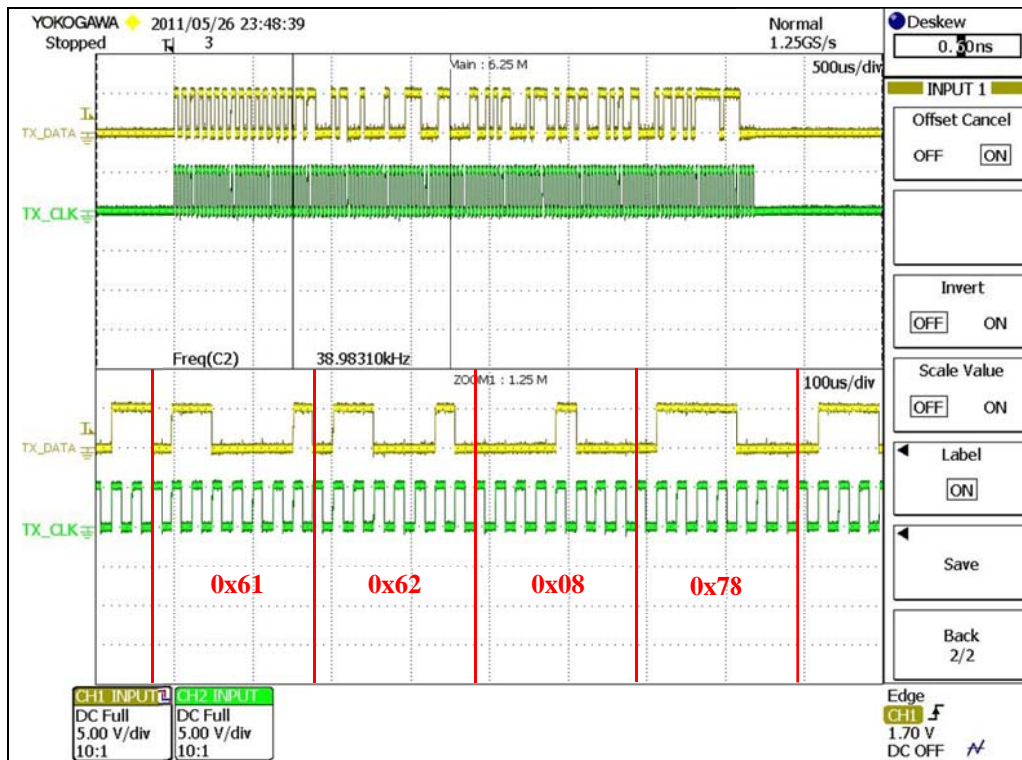 YOKOGAWA 2011/05/26 23:48:39
Normal
Stopped
3
1.25GS/s
Main : 6.25 M
500us/div
TX_DATA
TX_CLK
Freq(C2) 38.98310kHz
ZOOM1 : 1.25 M
100us/div
TX_DATA
TX_CLK
0x61 0x62 0x08 0x78
CH1 INPUT
DC Full
5.00 V/div
10:1
CH2 INPUT
DC Full
5.00 V/div
10:1
Deskew
0.00ns
INPUT 1
Offset Cancel
OFF ON
Invert
OFF ON
Scale Value
OFF ON
Label
ON
Save
Back
2/2
Edge
CH1
1.70 V
DC OFF